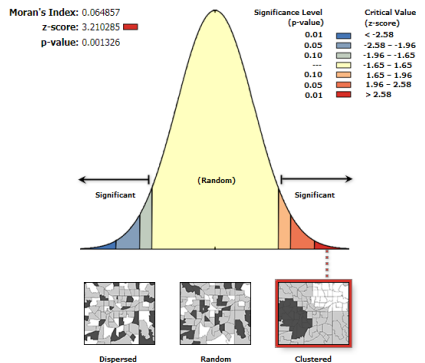 Moran's Index: 0.064857
z-score: 3.210285
p-value: 0.001326
Significance Level
(p-value)
Critical Value
(z-score)
0.01 < -2.58
0.05 -2.58 – -1.96
0.10 -1.96 – -1.65
--- -1.65 – 1.65
0.10 1.65 – 1.96
0.05 1.96 – 2.58
0.01 > 2.58
(Random)
Significant
Significant
Dispersed
Random
Clustered